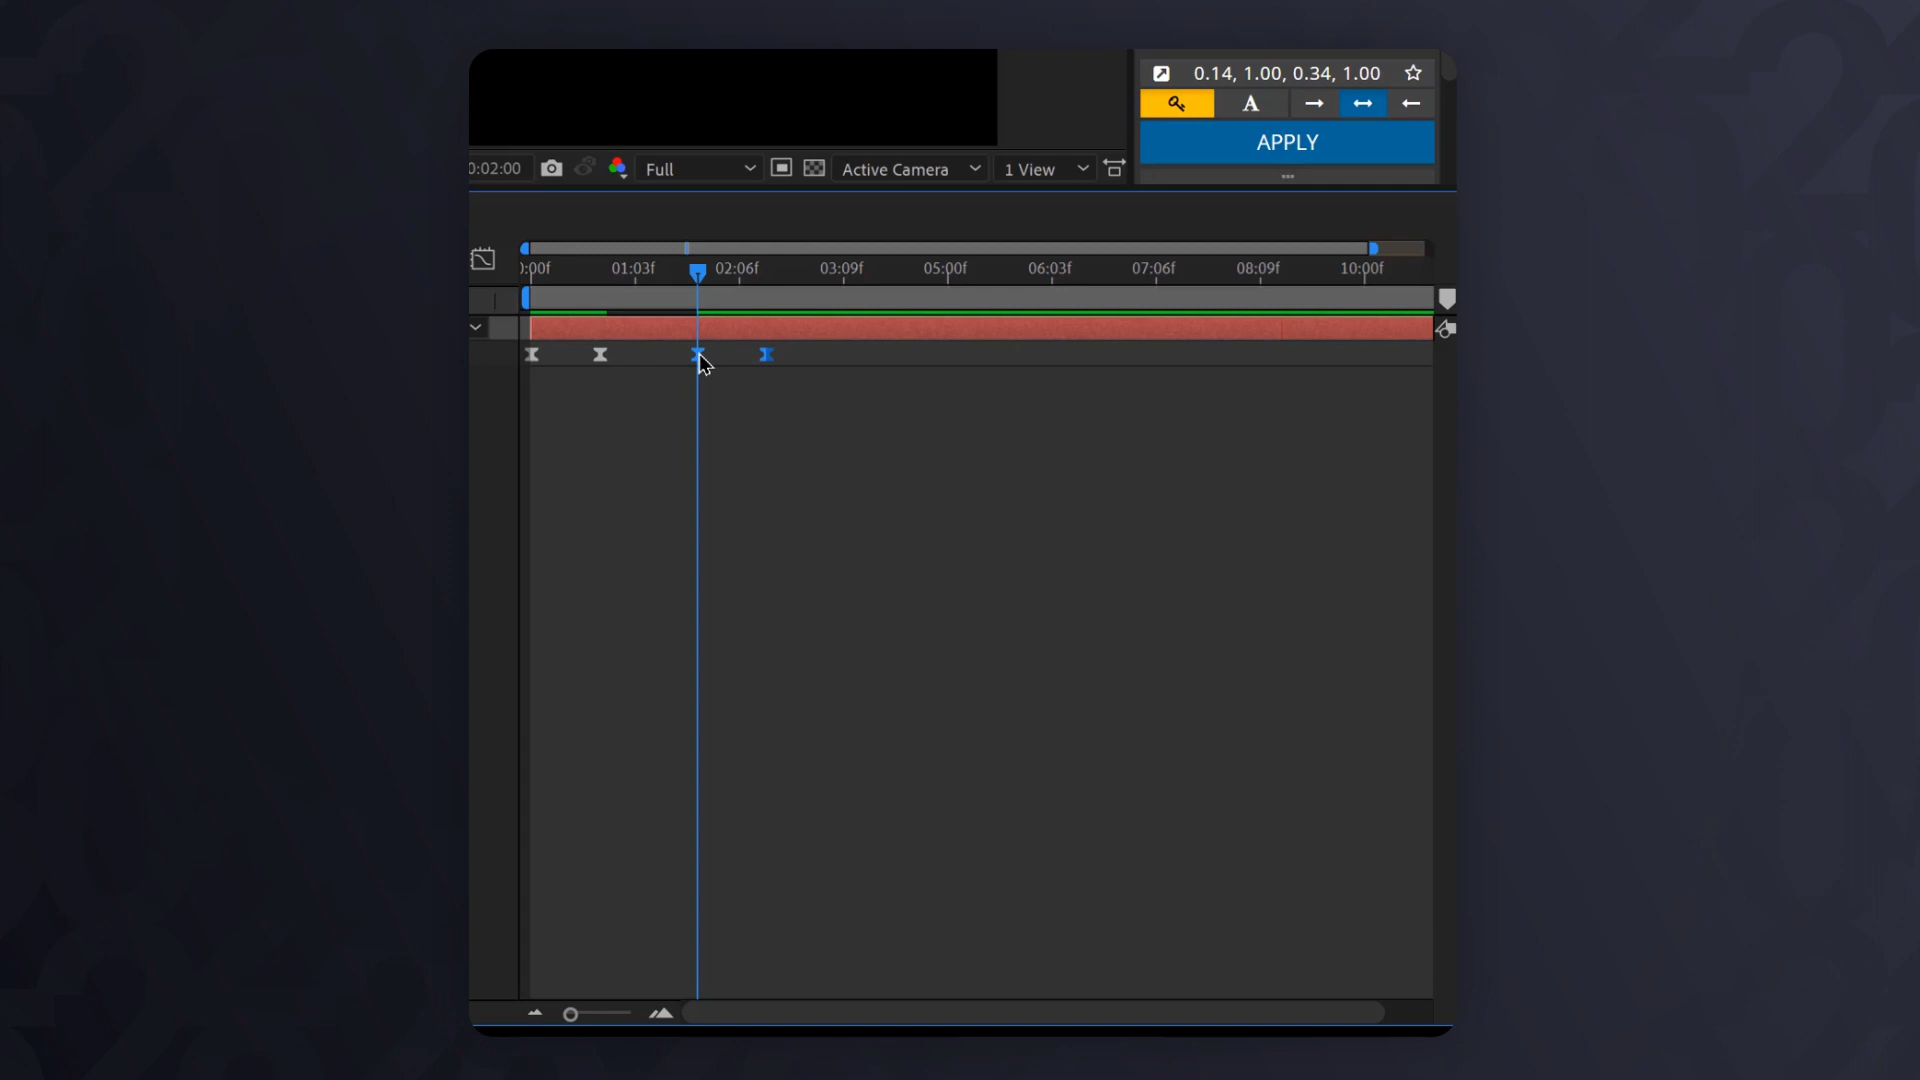 0.14, 1.00, 0.34, 1.00
A
APPLY
0:02:00
Full
Active Camera
1 View
):00f 01:03f 02:06f 03:09f 05:00f 06:03f 07:06f 08:09f 10:00f